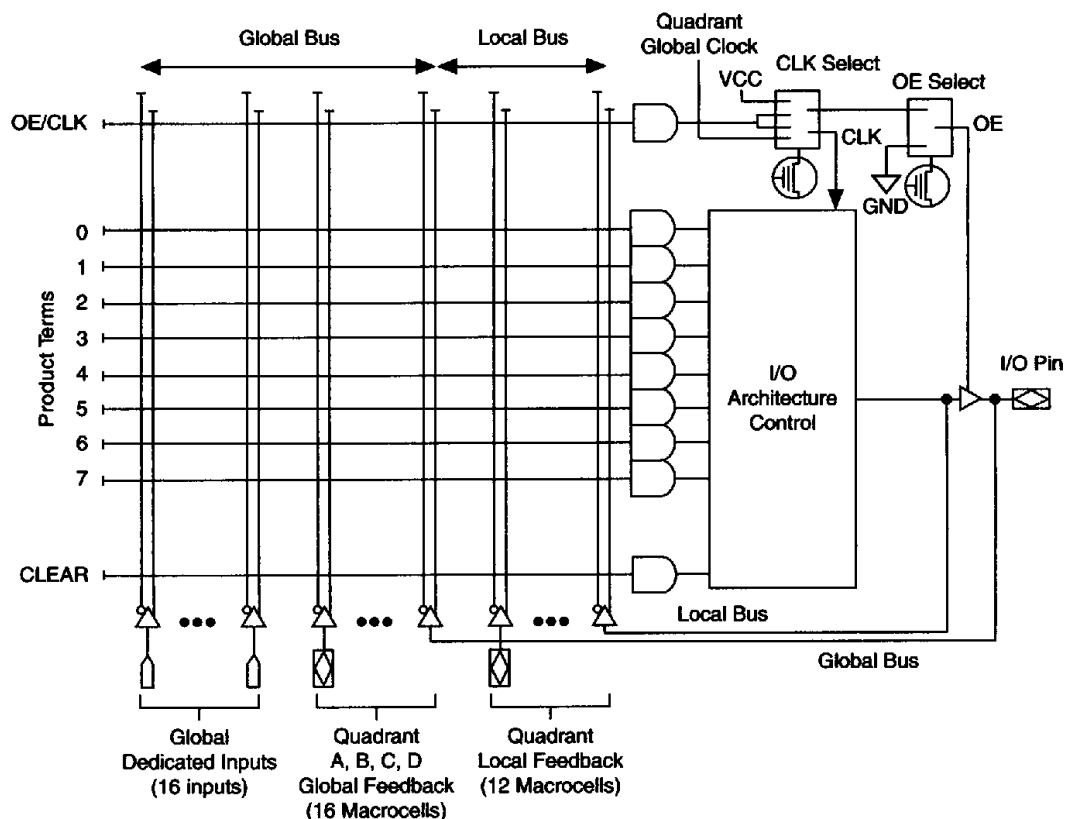 Global Bus
Local Bus
Quadrant
Global Clock
CLK Select
VCC
OE Select
OE/CLK
CLK
OE
GND
Product Terms
0
1
2
3
4
5
6
7
I/O
Architecture
Control
I/O Pin
CLEAR
Local Bus
Global Bus
Global
Dedicated Inputs
(16 inputs)
Quadrant
A, B, C, D
Global Feedback
(16 Macrocells)
Quadrant
Local Feedback
(12 Macrocells)